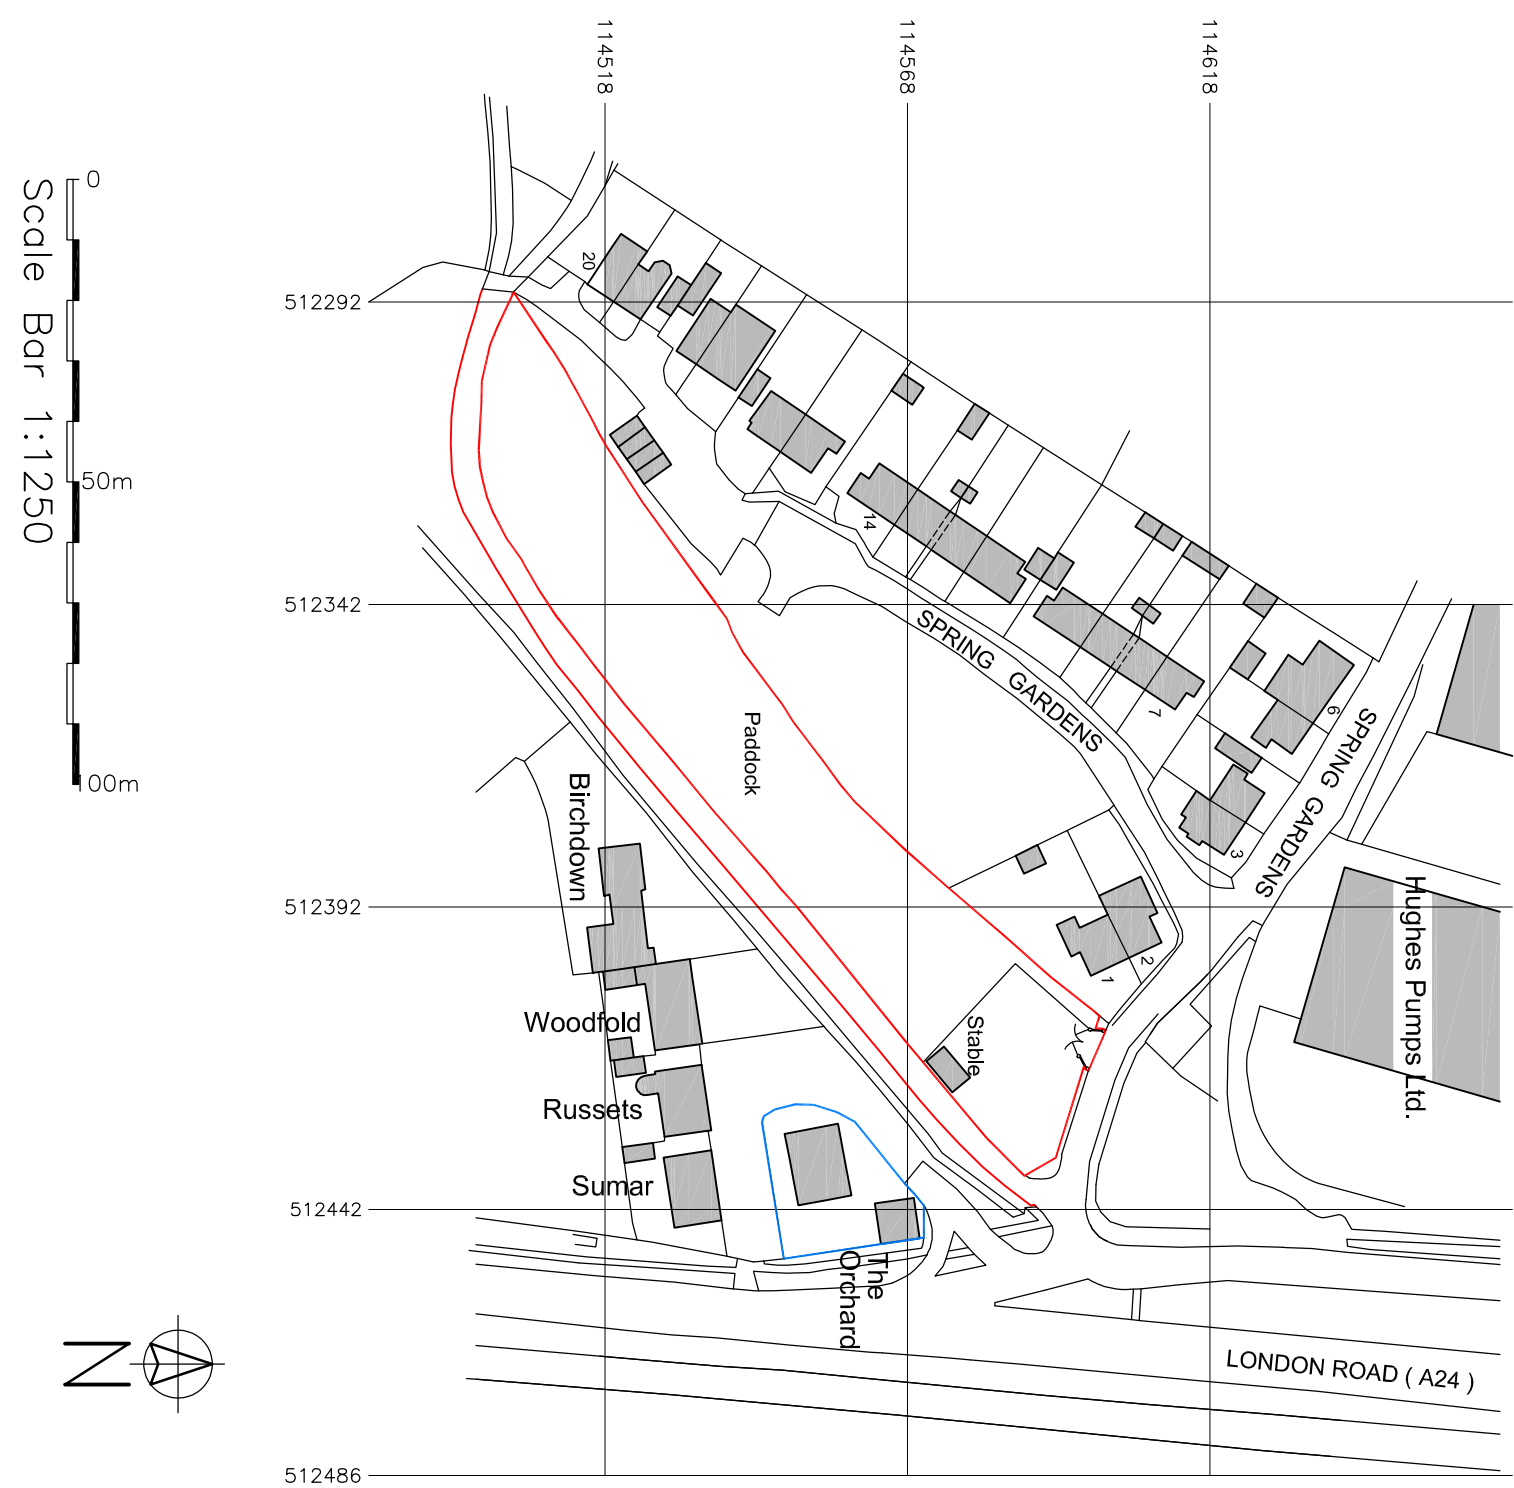 114518
114568
114618
0
50m
00m
Scale Bar 1:1250
512292
512342
512392
512442
512486
20
14
7
6
3
2
1
SPRING GARDENS
SPRING GARDENS
Paddock
Stable
Hughes Pumps Ltd.
Birchdown
Woodfold
Russets
Sumar
The
Orchard
LONDON ROAD ( A24 )
N